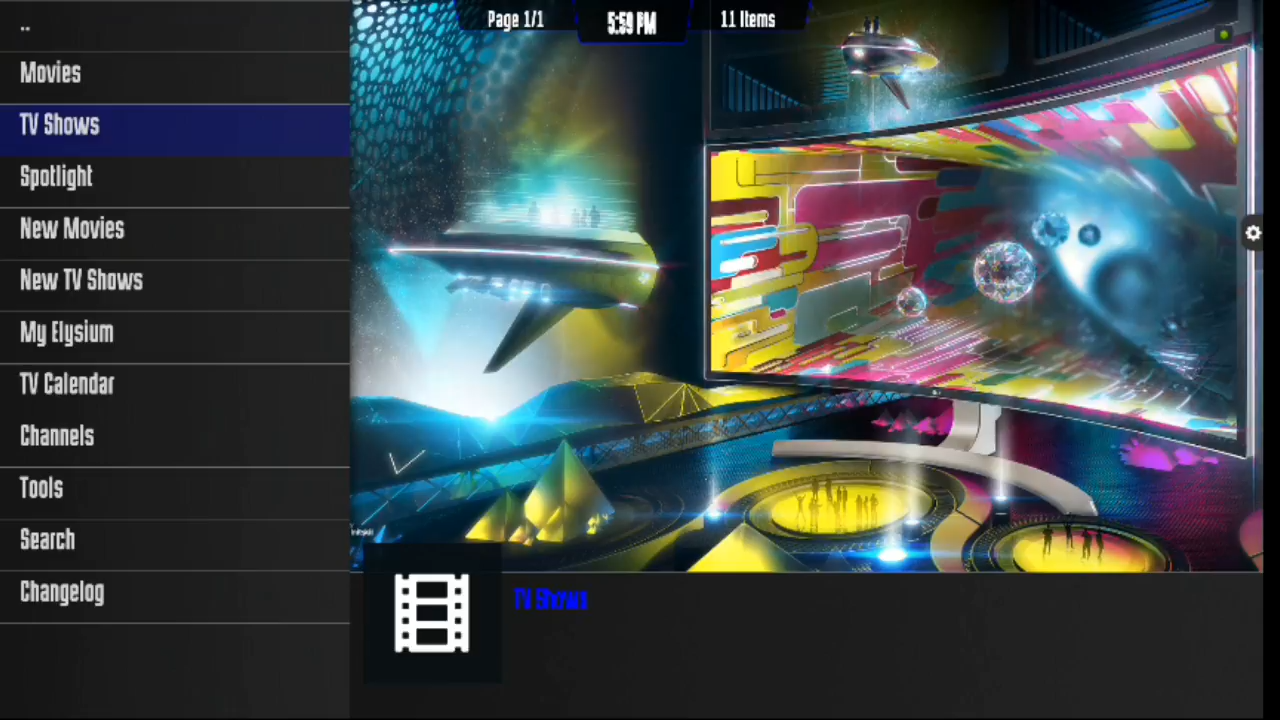 Page 1/1
5:59 PM
11 Items
..
Movies
TV Shows
Spotlight
New Movies
New TV Shows
My Elysium
TV Calendar
Channels
Tools
Search
Changelog
TV Shows